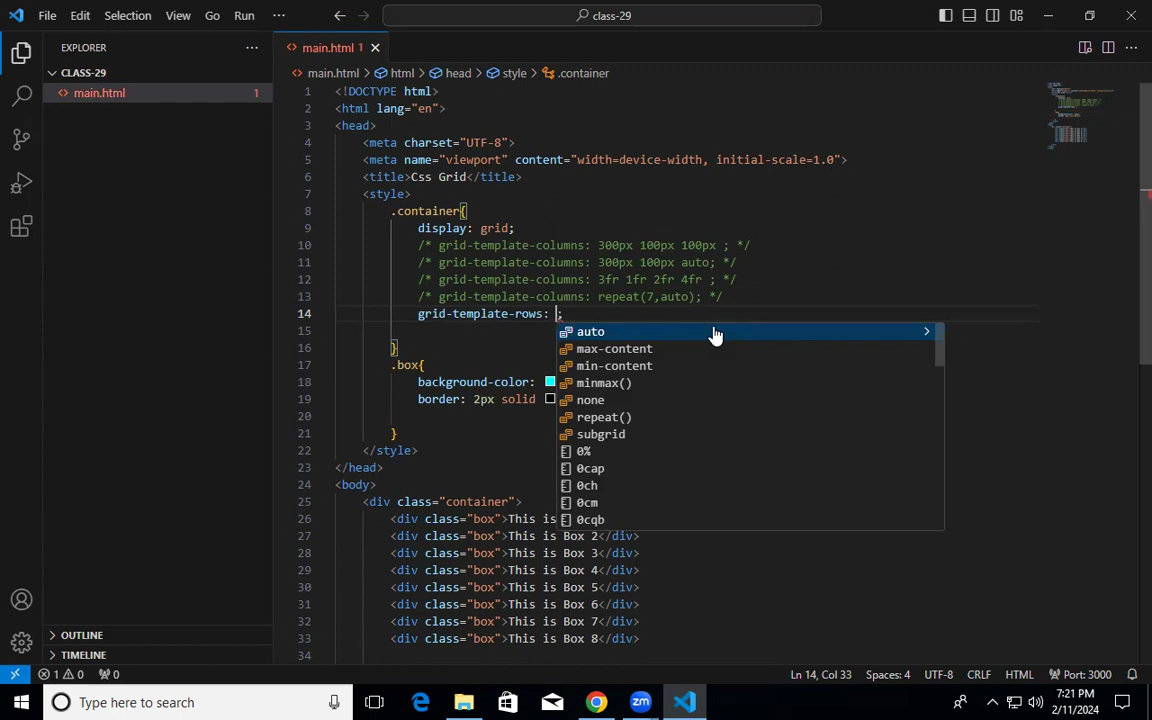 File Edit Selection View Go Run ···
class-29
EXPLORER
main.html 1
CLASS-29
main.html 1
main.html > html > head > style > .container
1 <!DOCTYPE html>
2 <html lang="en">
3 <head>
4 <meta charset="UTF-8">
5 <meta name="viewport" content="width=device-width, initial-scale=1.0">
6 <title>Css Grid</title>
7 <style>
8 .container{
9 display: grid;
10 /* grid-template-columns: 300px 100px 100px ; */
11 /* grid-template-columns: 300px 100px auto; */
12 /* grid-template-columns: 3fr 1fr 2fr 4fr ; */
13 /* grid-template-columns: repeat(7,auto); */
14 grid-template-rows: ;
15
16 }
17 .box{
18 background-color:
19 border: 2px solid
20
21 }
22 </style>
23 </head>
24 <body>
25 <div class="container">
26 <div class="box">This is
27 <div class="box">This is Box 2</div>
28 <div class="box">This is Box 3</div>
29 <div class="box">This is Box 4</div>
30 <div class="box">This is Box 5</div>
31 <div class="box">This is Box 6</div>
32 <div class="box">This is Box 7</div>
33 <div class="box">This is Box 8</div>
34
auto
max-content
min-content
minmax()
none
repeat()
subgrid
0%
0cap
0ch
0cm
0cqb
OUTLINE
TIMELINE
1 0 0
Ln 14, Col 33 Spaces: 4 UTF-8 CRLF HTML Port: 3000
Type here to search
zm
7:21 PM
2/11/2024